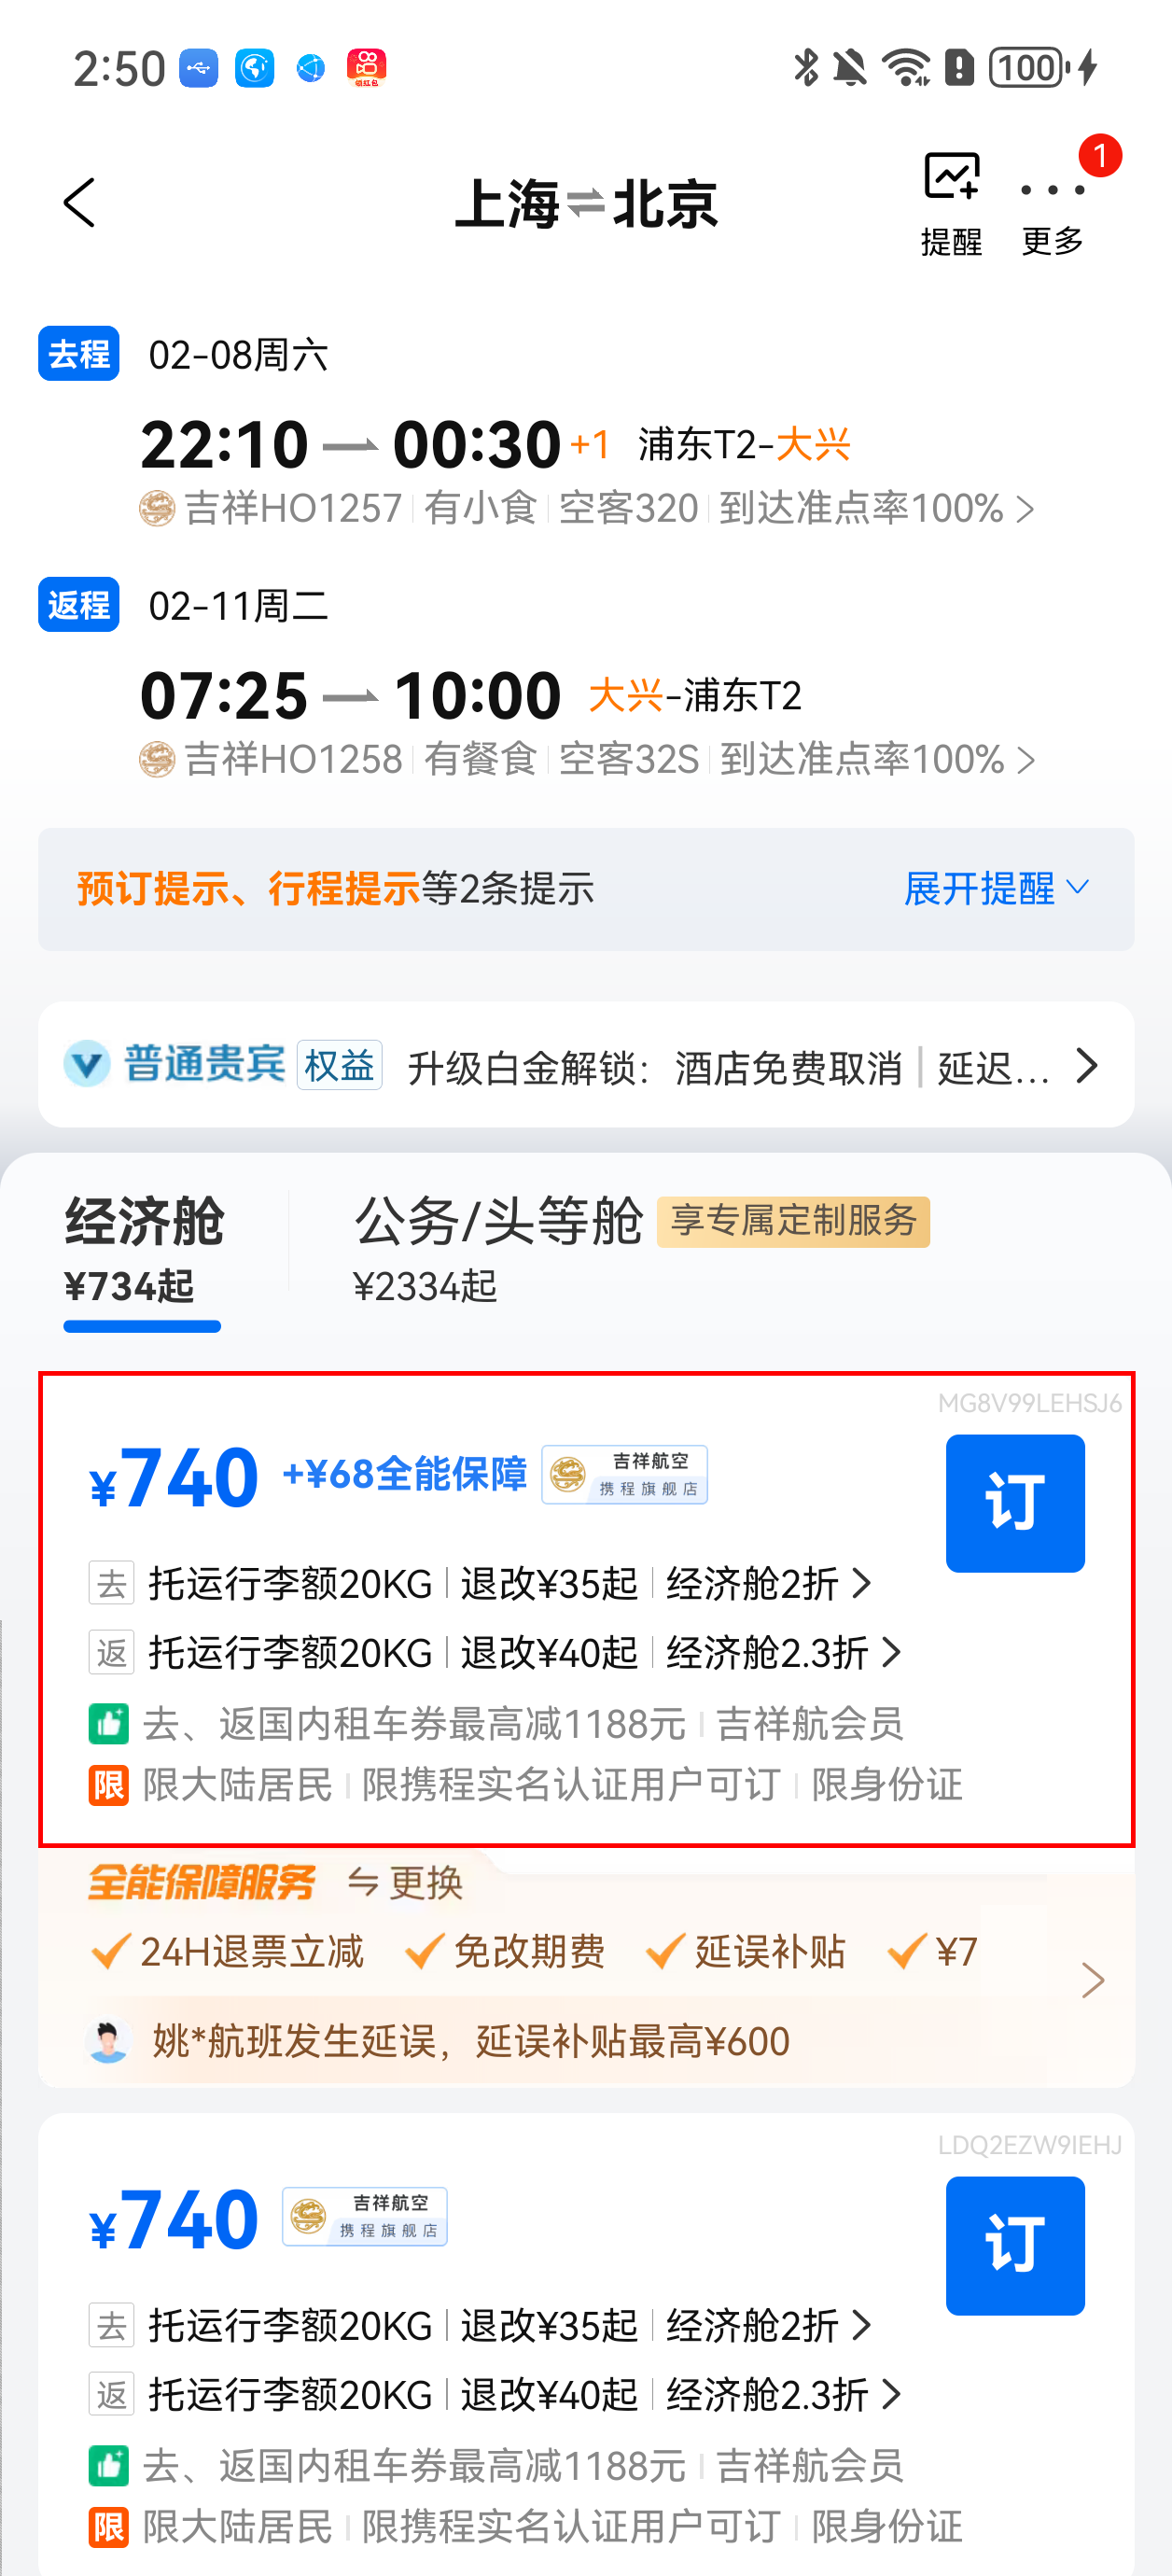 2:50
领红包
100
上海⇌北京
1
提醒 更多
去程 02-08周六
22:10 00:30 +1 浦东T2-大兴
吉祥HO1257 有小食 空客320 到达准点率100%
返程 02-11周二
07:25 10:00 大兴-浦东T2
吉祥HO1258 有餐食 空客32S 到达准点率100%
预订提示、行程提示等2条提示 展开提醒
普通贵宾 权益 升级白金解锁：酒店免费取消 | 延迟...
经济舱 公务/头等舱 享专属定制服务
¥734起 ¥2334起
MG8V99LEHSJ6
¥740 +¥68全能保障 吉祥航空 携程旗舰店 订
去 托运行李额20KG 退改¥35起 经济舱2折
返 托运行李额20KG 退改¥40起 经济舱2.3折
去、返国内租车券最高减1188元 吉祥航会员
限 限大陆居民 限携程实名认证用户可订 限身份证
全能保障服务 更换
24H退票立减 免改期费 延误补贴 ¥7
姚*航班发生延误，延误补贴最高¥600
LDQ2EZW9IEHJ
¥740 吉祥航空 携程旗舰店 订
去 托运行李额20KG 退改¥35起 经济舱2折
返 托运行李额20KG 退改¥40起 经济舱2.3折
去、返国内租车券最高减1188元 吉祥航会员
限 限大陆居民 限携程实名认证用户可订 限身份证